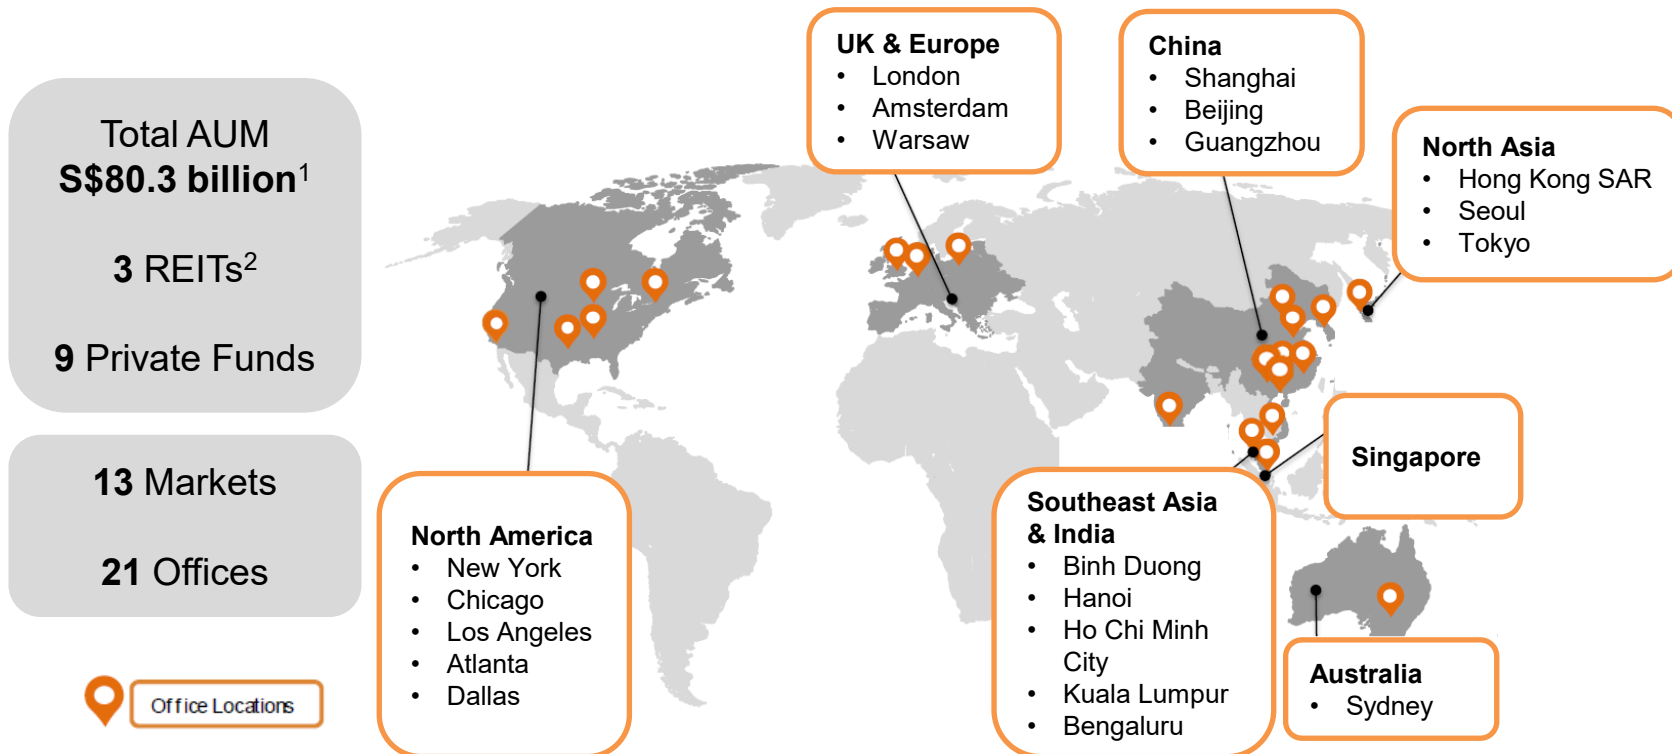 Total AUM
S$80.3 billion¹
3 REITs²
9 Private Funds
13 Markets
21 Offices
Office Locations
UK & Europe
• London
• Amsterdam
• Warsaw
China
• Shanghai
• Beijing
• Guangzhou
North Asia
• Hong Kong SAR
• Seoul
• Tokyo
North America
• New York
• Chicago
• Los Angeles
• Atlanta
• Dallas
Southeast Asia
& India
• Binh Duong
• Hanoi
• Ho Chi Minh
City
• Kuala Lumpur
• Bengaluru
Singapore
Australia
• Sydney